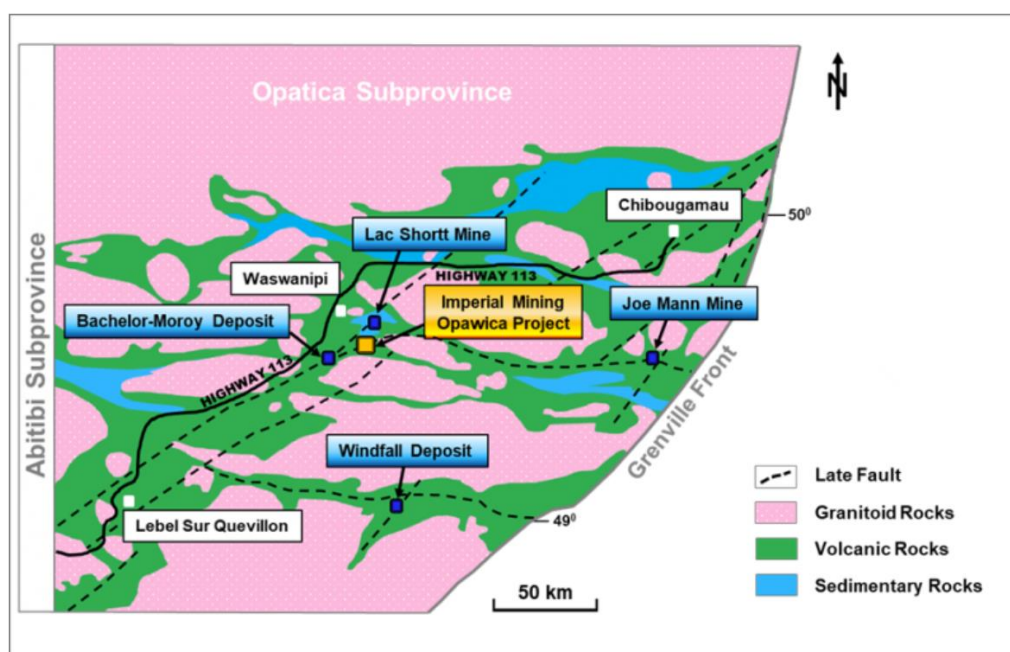 Opatica Subprovince
N
Chibougamau
50⁰
Lac Shortt Mine
Waswanipi
HIGHWAY 113
Imperial Mining
Opawica Project
Joe Mann Mine
Bachelor-Moroy Deposit
HIGHWAY 113
Abitibi Subprovince
Grenville Front
Windfall Deposit
Late Fault
Lebel Sur Quevillon
49⁰
Granitoid Rocks
Volcanic Rocks
Sedimentary Rocks
50 km